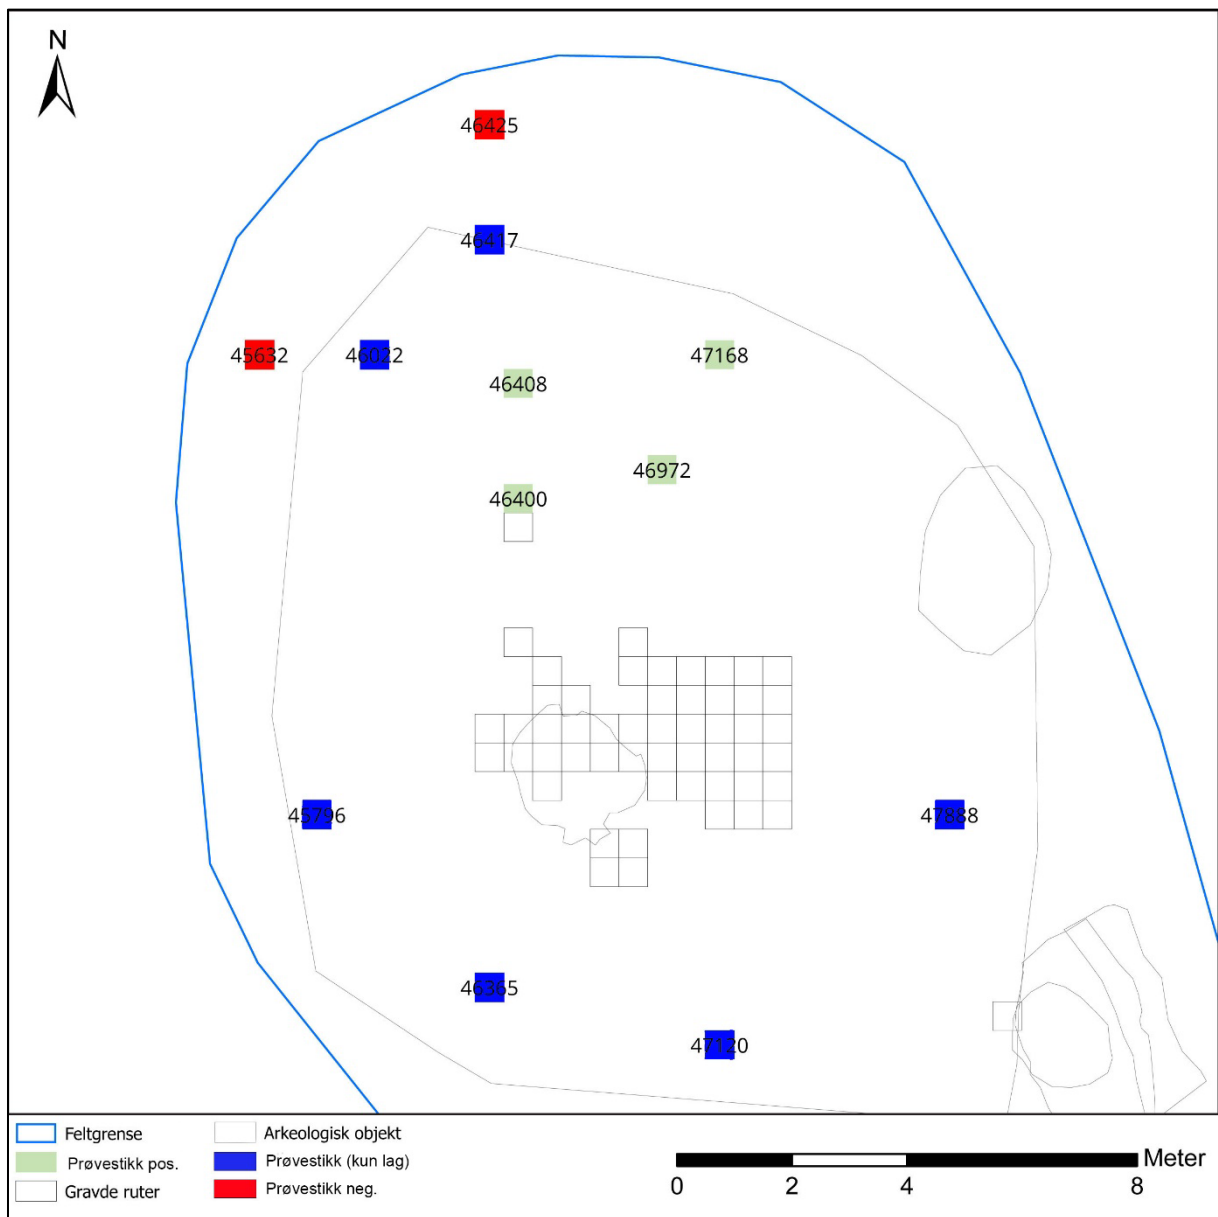 N
46425
46417
45632
46022
47168
46408
46972
46400
45796
47888
46365
47120
Feltgrense
Arkeologisk objekt
Prøvestikk pos.
Prøvestikk (kun lag)
Gravde ruter
Prøvestikk neg.
Meter
0 2 4 8